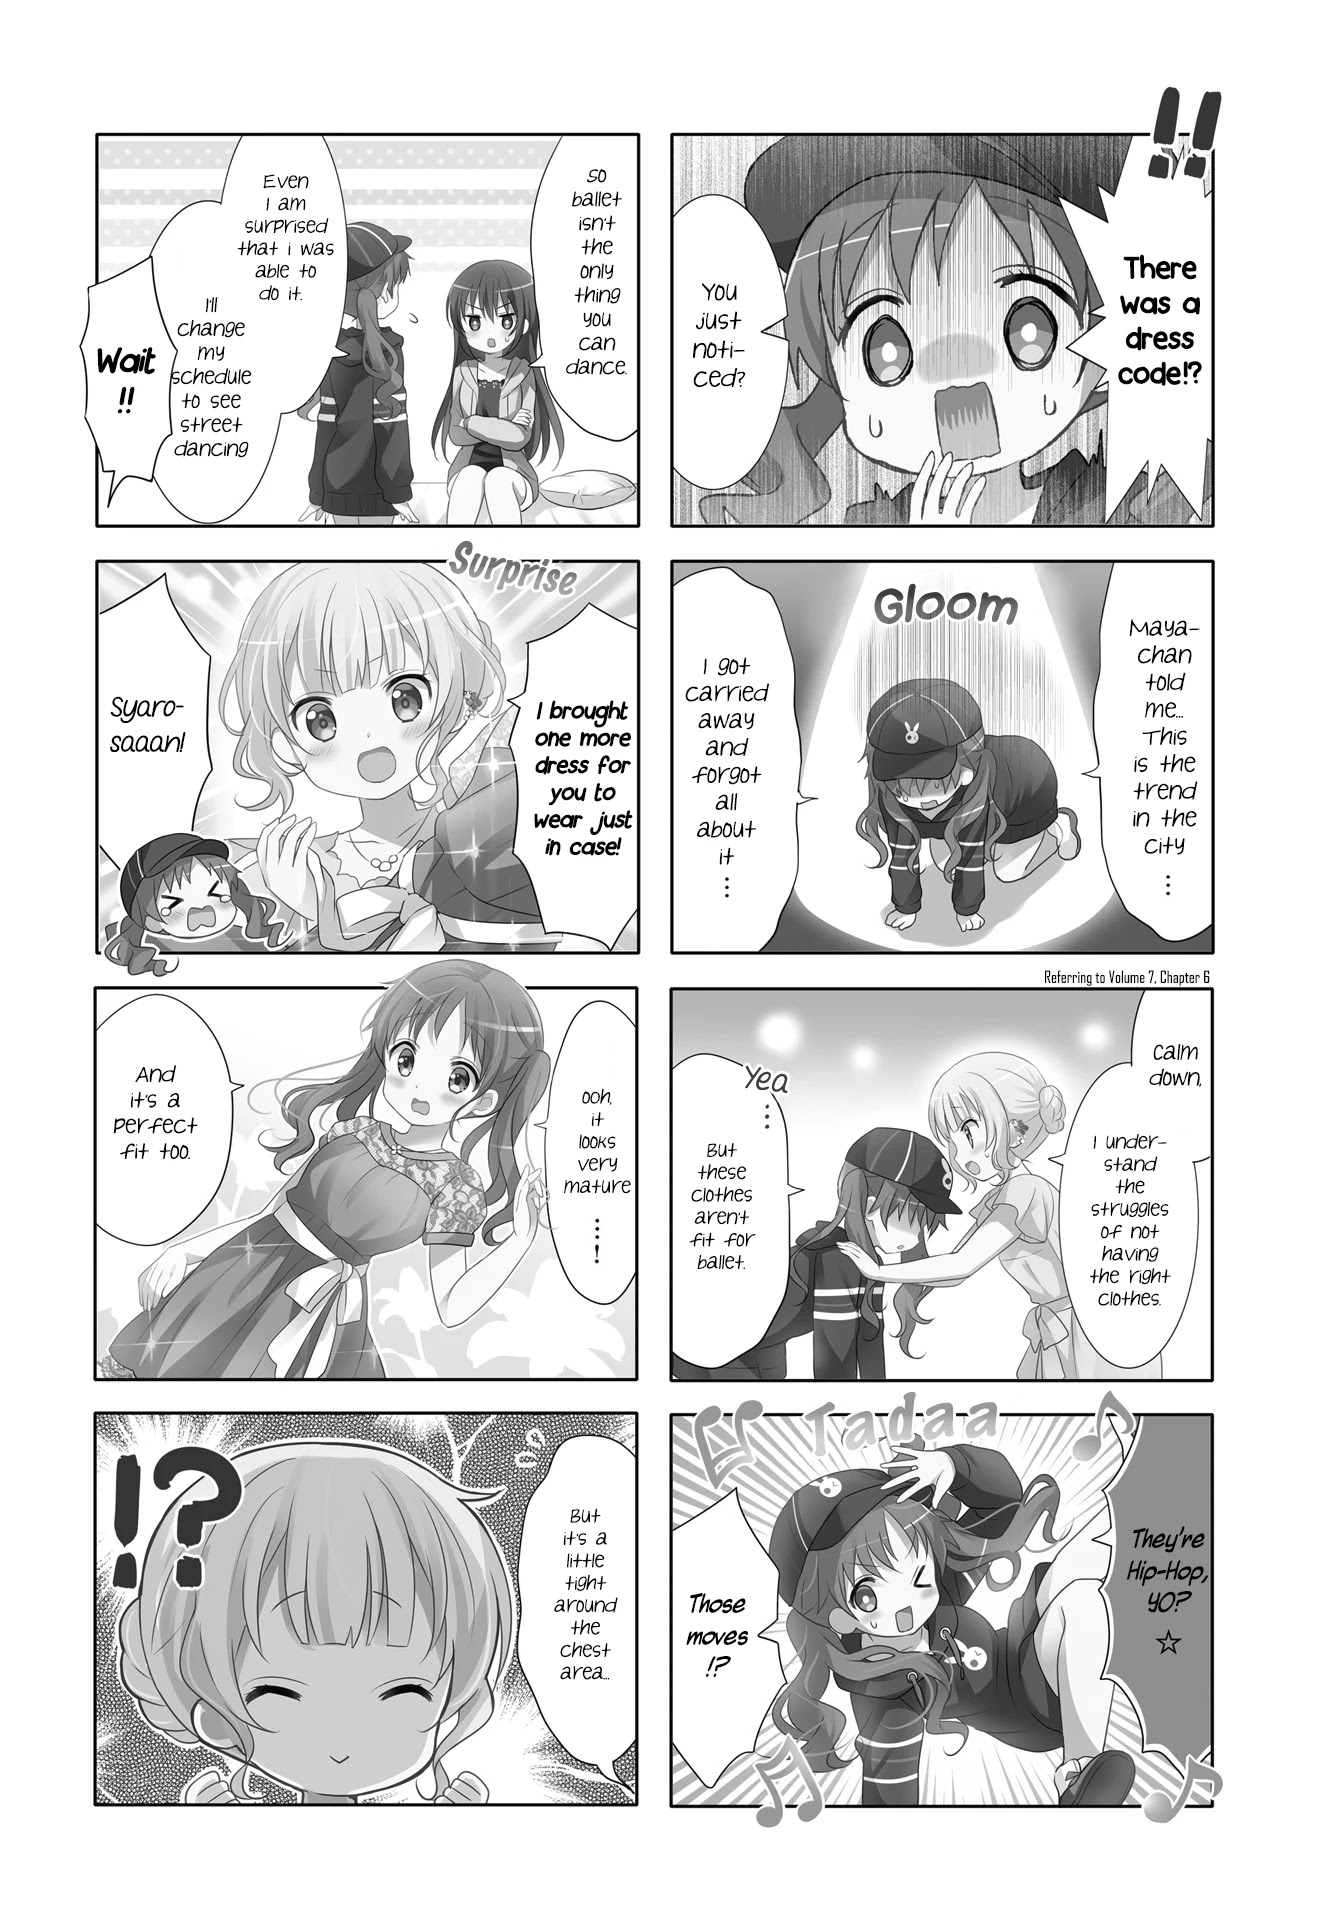 !!
There
was a
dress
code!?
You
just
noti-
ced?
Maya-
chan
told
me...
This
is the
trend
in the
city
...
Gloom
I got
carried
away
and
forgot
all
about
it
...
Referring to Volume 7, Chapter 6
Calm
down,
I under-
stand
the
struggles
of not
having
the right
clothes.
Yea
...
But
these
clothes
aren't
fit for
ballet.
They're
Hip-Hop,
YO?
☆
Tadaa
Those
moves
!?
So
ballet
isn't
the
only
thing
you
can
dance.
Even
I am
surprised
that i was
able to
do it.
I'll
change
my
schedule
to see
street
dancing
Wait
!!
Surprise
I brought
one more
dress for
you to
wear just
in case!
Syaro-
saaan!
ooh,
it
looks
very
mature
...!
And
it's a
perfect
fit too.
But
it's a
little
tight
around
the
chest
area...
!?